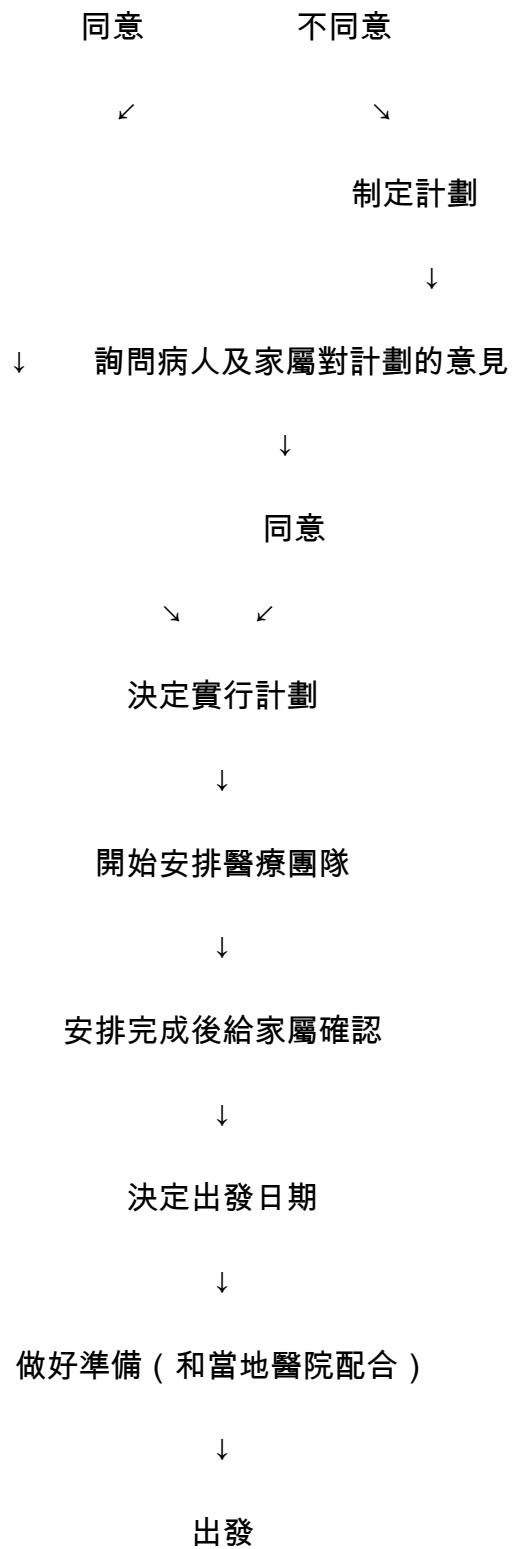 同意 不同意
↙ ↘
制定計劃
↓
↓ 詢問病人及家屬對計劃的意見
↓
同意
↘ ↙
決定實行計劃
↓
開始安排醫療團隊
↓
安排完成後給家屬確認
↓
決定出發日期
↓
做好準備（和當地醫院配合）
↓
出發